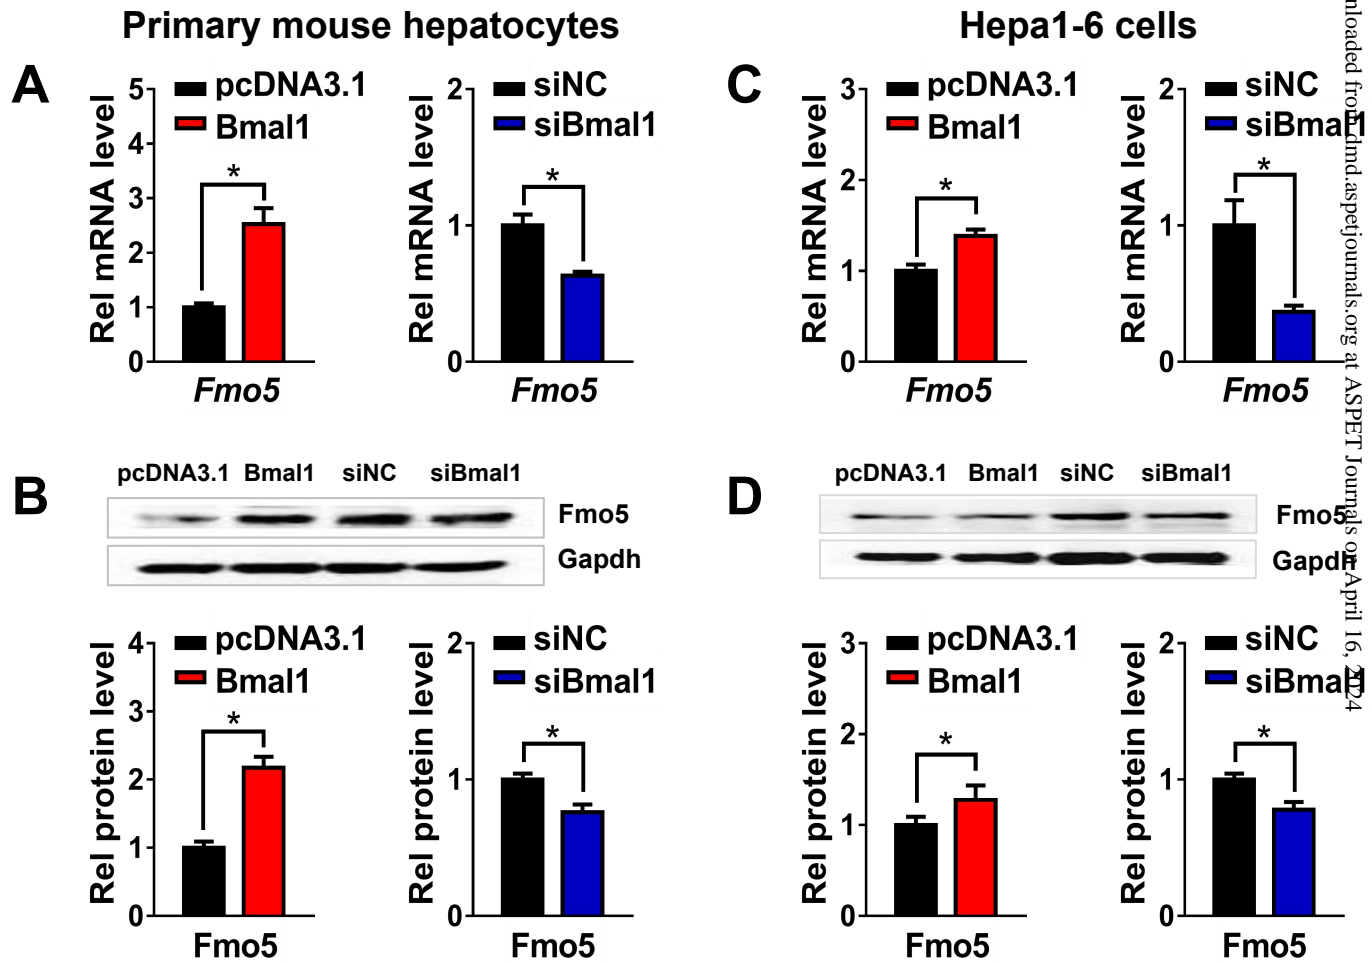 Primary mouse hepatocytes
Hepa1-6 cells
A
Rel mRNA level
5
4
3
2
1
0
pcDNA3.1
Bmal1
*
Fmo5
Rel mRNA level
2
1
0
siNC
siBmal1
*
Fmo5
C
Rel mRNA level
3
2
1
0
pcDNA3.1
Bmal1
*
Fmo5
Rel mRNA level
2
1
0
siNC
siBmal1
*
Fmo5
B
pcDNA3.1 Bmal1 siNC siBmal1
Fmo5
Gapdh
Rel protein level
4
3
2
1
0
pcDNA3.1
Bmal1
*
Fmo5
Rel protein level
2
1
0
siNC
siBmal1
*
Fmo5
D
pcDNA3.1 Bmal1 siNC siBmal1
Fmo5
Gapdh
Rel protein level
3
2
1
0
pcDNA3.1
Bmal1
*
Fmo5
Rel protein level
2
1
0
siNC
siBmal1
*
Fmo5
nloaded from dmd.aspetjournals.org at ASPET Journals on April 16, 2024